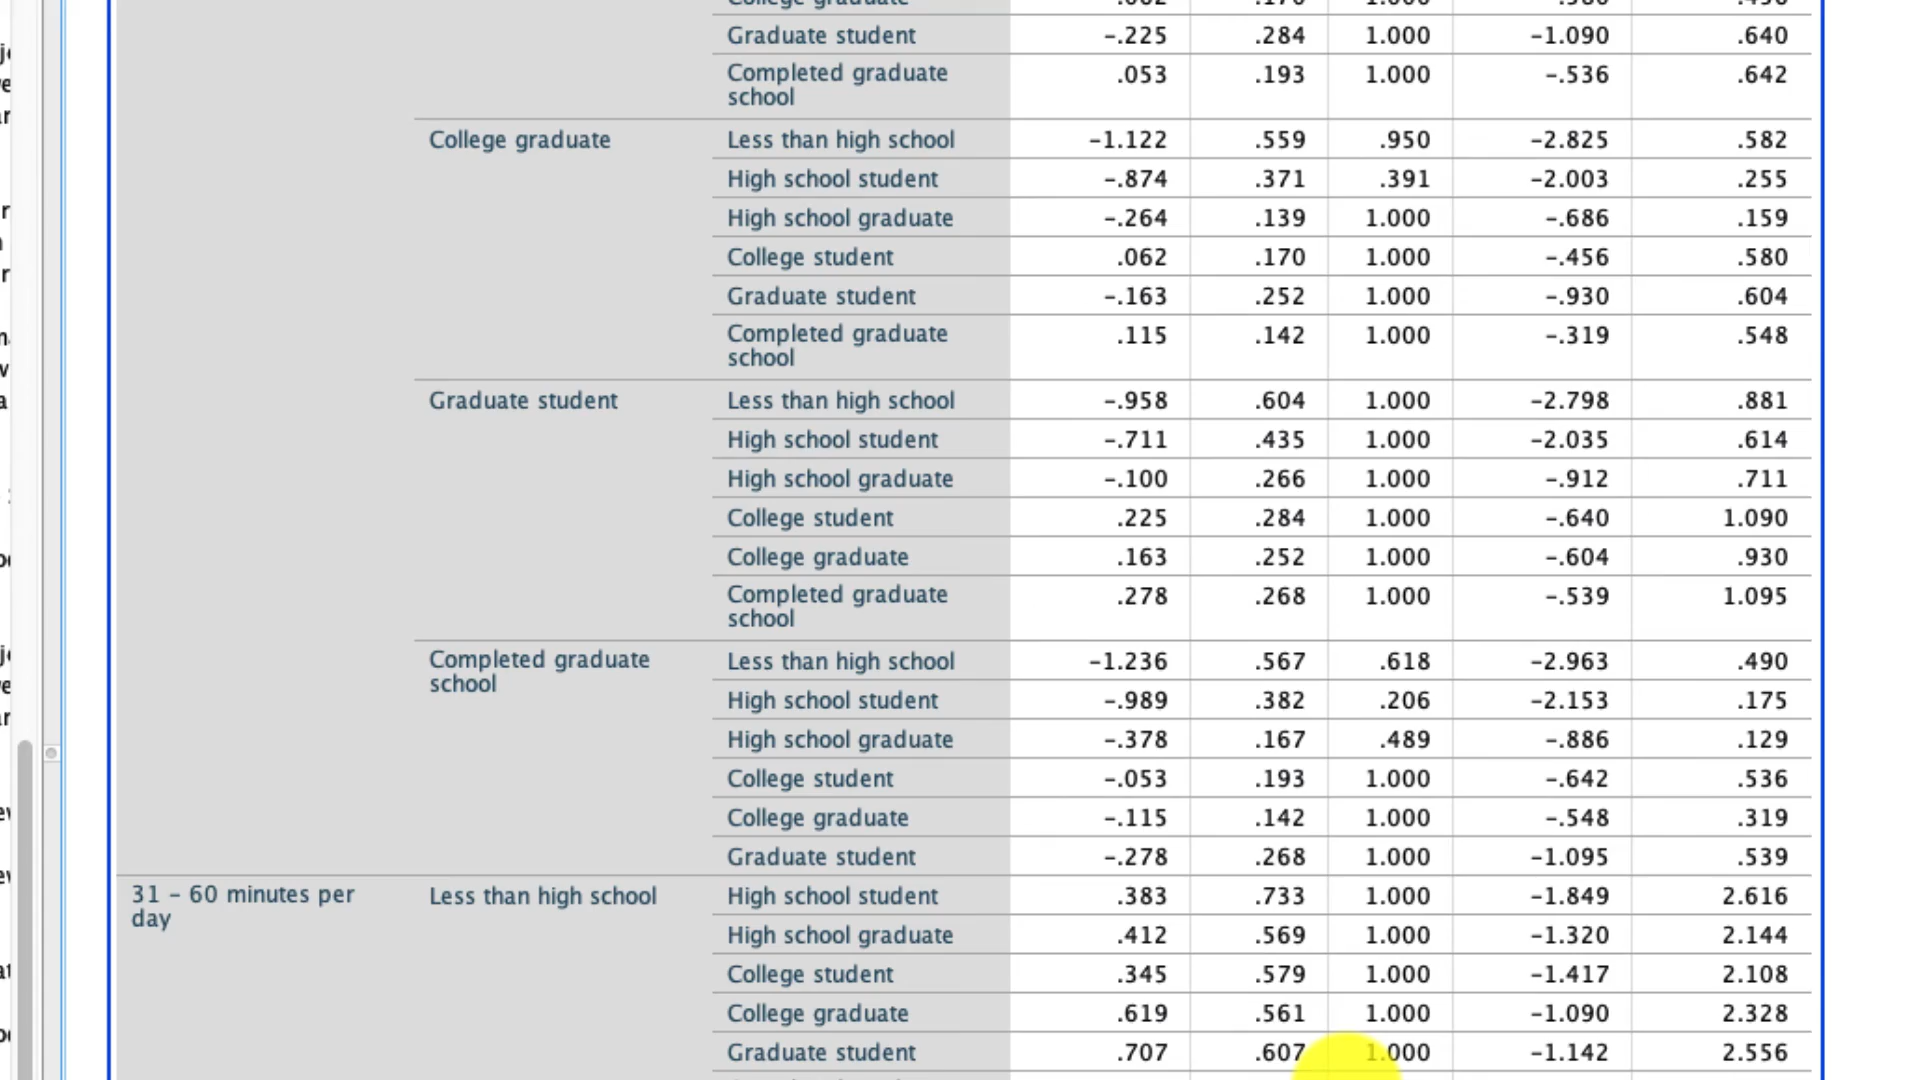 Graduate student -.225 .284 1.000 -1.090 .640
Completed graduate .053 .193 1.000 -.536 .642
school
College graduate Less than high school -1.122 .559 .950 -2.825 .582
High school student -.874 .371 .391 -2.003 .255
High school graduate -.264 .139 1.000 -.686 .159
College student .062 .170 1.000 -.456 .580
Graduate student -.163 .252 1.000 -.930 .604
Completed graduate .115 .142 1.000 -.319 .548
school
Graduate student Less than high school -.958 .604 1.000 -2.798 .881
High school student -.711 .435 1.000 -2.035 .614
High school graduate -.100 .266 1.000 -.912 .711
College student .225 .284 1.000 -.640 1.090
College graduate .163 .252 1.000 -.604 .930
Completed graduate .278 .268 1.000 -.539 1.095
school
Completed graduate Less than high school -1.236 .567 .618 -2.963 .490
school
High school student -.989 .382 .206 -2.153 .175
High school graduate -.378 .167 .489 -.886 .129
College student -.053 .193 1.000 -.642 .536
College graduate -.115 .142 1.000 -.548 .319
Graduate student -.278 .268 1.000 -1.095 .539
31 - 60 minutes per Less than high school High school student .383 .733 1.000 -1.849 2.616
day
High school graduate .412 .569 1.000 -1.320 2.144
College student .345 .579 1.000 -1.417 2.108
College graduate .619 .561 1.000 -1.090 2.328
Graduate student .707 .607 1.000 -1.142 2.556